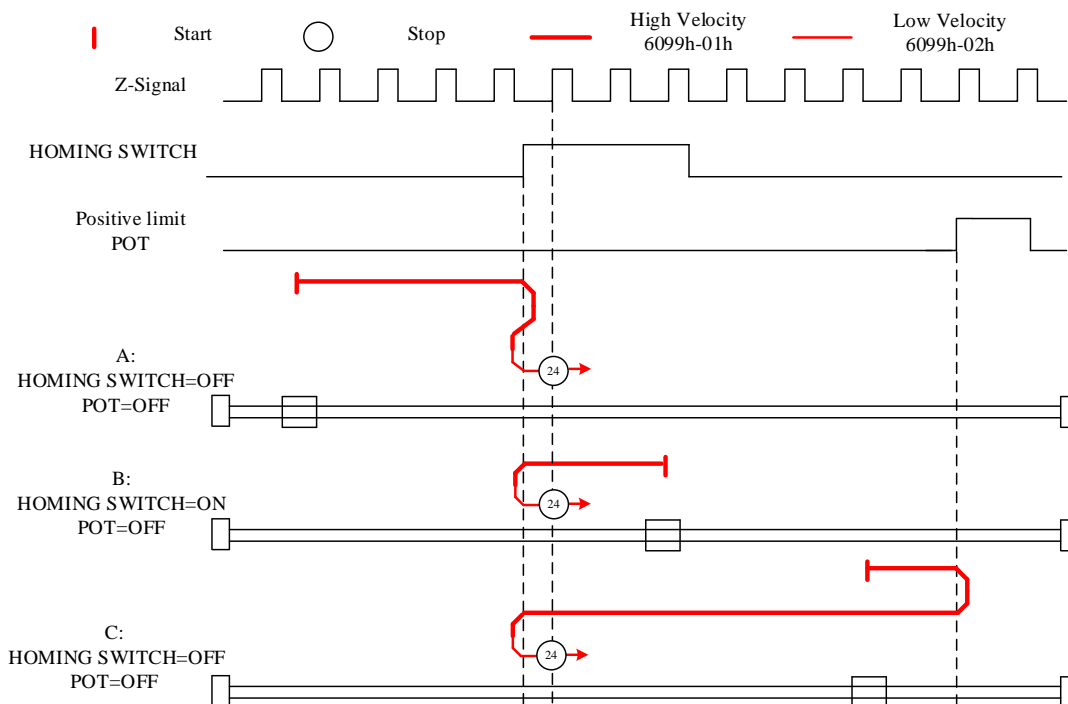 Start
Stop
High Velocity
6099h-01h
Low Velocity
6099h-02h
Z-Signal
HOMING SWITCH
Positive limit
POT
A:
HOMING SWITCH=OFF
POT=OFF
24
B:
HOMING SWITCH=ON
POT=OFF
24
C:
HOMING SWITCH=OFF
POT=OFF
24